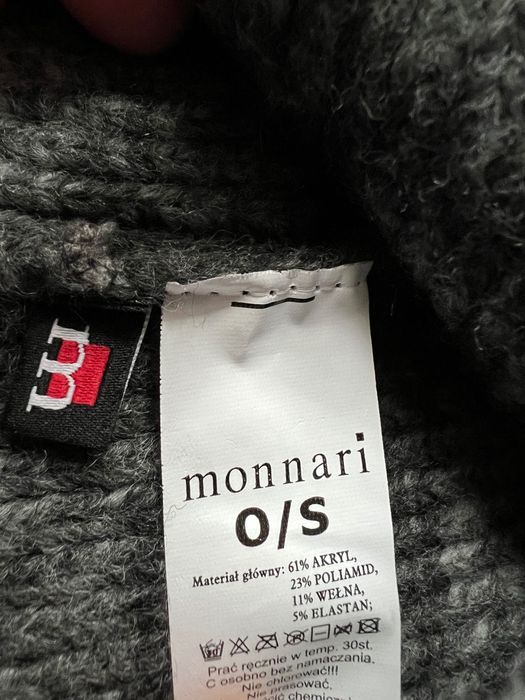 m
monnari
O/S
Materiał główny: 61% AKRYL,
23% POLIAMID,
11% WEŁNA,
5% ELASTAN;
Prać ręcznie w temp. 30st.
C osobno bez namaczania.
Nie chlorować!!!
Nie prasować.
chemicz